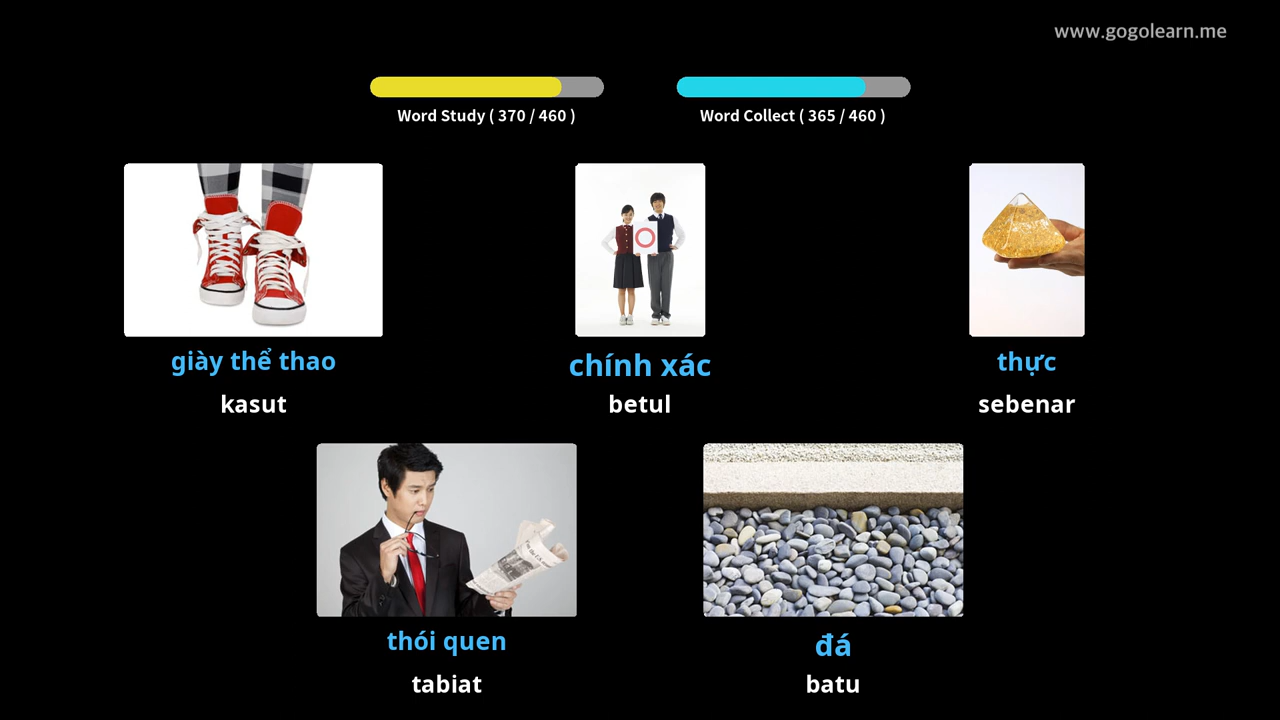 www.gogolearn.me
Word Study ( 370 / 460 )
Word Collect ( 365 / 460 )
giày thể thao
kasut
chính xác
betul
thực
sebenar
thói quen
tabiat
đá
batu